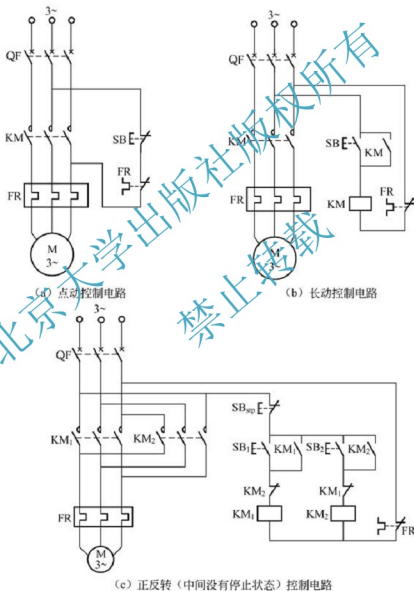 3~
QF
KM
SB
FR
FR
M
3~
(a) 点动控制电路
3~
QF
KM
SB
KM
KM
FR
FR
M
3~
(b) 长动控制电路
北京大学出版社版权所有
禁止转载
3~
QF
KM₁
KM₂
SBstp
SB₁
KM₁
SB₂
KM₂
KM₂
KM₁
KM₁
KM₂
FR
FR
M
3~
(c) 正反转（中间没有停止状态）控制电路